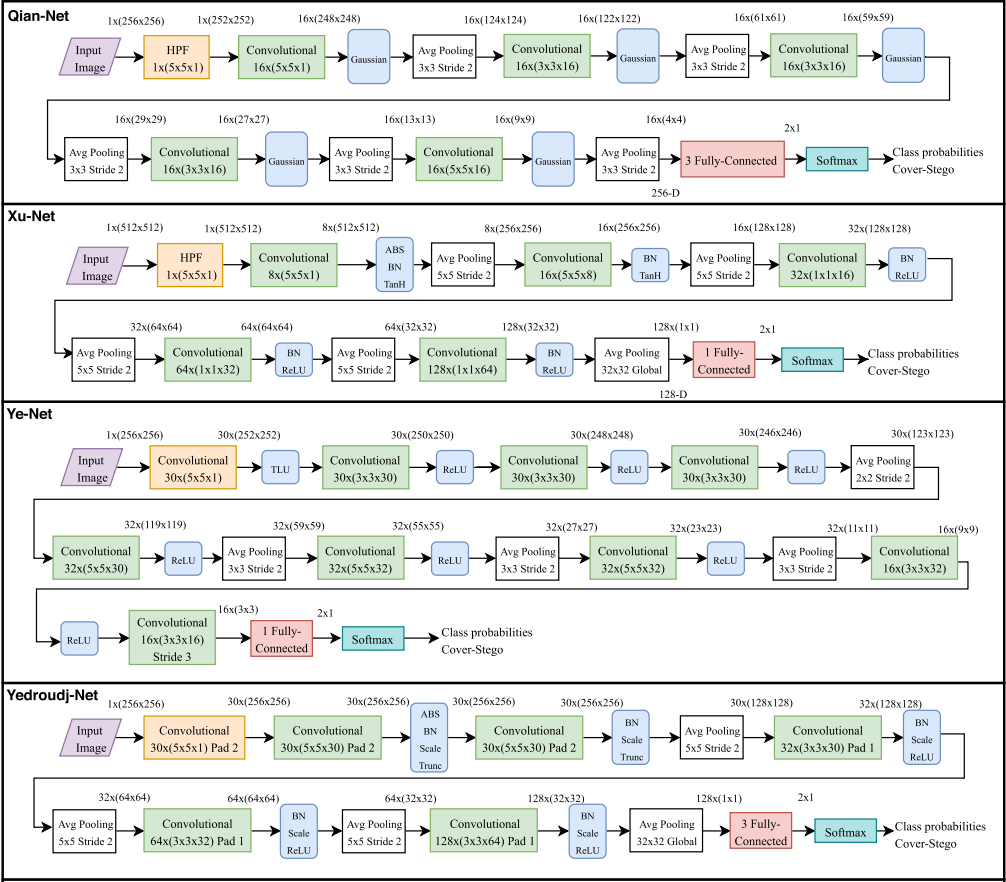 Qian-Net
1x(256x256)
1x(252x252)
16x(248x248)
16x(124x124)
16x(122x122)
16x(61x61)
16x(59x59)
Input
Image
HPF
1x(5x5x1)
Convolutional
16x(5x5x1)
Gaussian
Avg Pooling
3x3 Stride 2
Convolutional
16x(3x3x16)
Gaussian
Avg Pooling
3x3 Stride 2
Convolutional
16x(3x3x16)
Gaussian
16x(29x29)
16x(27x27)
16x(13x13)
16x(9x9)
16x(4x4)
2x1
Avg Pooling
3x3 Stride 2
Convolutional
16x(3x3x16)
Gaussian
Avg Pooling
3x3 Stride 2
Convolutional
16x(5x5x16)
Gaussian
Avg Pooling
3x3 Stride 2
3 Fully-Connected
Softmax
Class probabilities
Cover-Stego
256-D
Xu-Net
1x(512x512)
1x(512x512)
8x(512x512)
8x(256x256)
16x(256x256)
16x(128x128)
32x(128x128)
Input
Image
HPF
1x(5x5x1)
Convolutional
8x(5x5x1)
ABS
BN
TanH
Avg Pooling
5x5 Stride 2
Convolutional
16x(5x5x8)
BN
TanH
Avg Pooling
5x5 Stride 2
Convolutional
32x(1x1x16)
BN
ReLU
32x(64x64)
64x(64x64)
64x(32x32)
128x(32x32)
128x(1x1)
2x1
Avg Pooling
5x5 Stride 2
Convolutional
64x(1x1x32)
BN
ReLU
Avg Pooling
5x5 Stride 2
Convolutional
128x(1x1x64)
BN
ReLU
Avg Pooling
32x32 Global
1 Fully-
Connected
Softmax
Class probabilities
Cover-Stego
128-D
Ye-Net
1x(256x256)
30x(252x252)
30x(250x250)
30x(248x248)
30x(246x246)
30x(123x123)
Input
Image
Convolutional
30x(5x5x1)
TLU
Convolutional
30x(3x3x30)
ReLU
Convolutional
30x(3x3x30)
ReLU
Convolutional
30x(3x3x30)
ReLU
Avg Pooling
2x2 Stride 2
32x(119x119)
32x(59x59)
32x(55x55)
32x(27x27)
32x(23x23)
32x(11x11)
16x(9x9)
Convolutional
32x(5x5x30)
ReLU
Avg Pooling
3x3 Stride 2
Convolutional
32x(5x5x32)
ReLU
Avg Pooling
3x3 Stride 2
Convolutional
32x(5x5x32)
ReLU
Avg Pooling
3x3 Stride 2
Convolutional
16x(3x3x32)
16x(3x3)
2x1
ReLU
Convolutional
16x(3x3x16)
Stride 3
1 Fully-
Connected
Softmax
Class probabilities
Cover-Stego
Yedroudj-Net
1x(256x256)
30x(256x256)
30x(256x256)
30x(256x256)
30x(256x256)
30x(128x128)
32x(128x128)
Input
Image
Convolutional
30x(5x5x1) Pad 2
Convolutional
30x(5x5x30) Pad 2
ABS
BN
Scale
Trunc
Convolutional
30x(5x5x30) Pad 2
BN
Scale
Trunc
Avg Pooling
5x5 Stride 2
Convolutional
32x(3x3x30) Pad 1
BN
Scale
ReLU
32x(64x64)
64x(64x64)
64x(32x32)
128x(32x32)
128x(1x1)
2x1
Avg Pooling
5x5 Stride 2
Convolutional
64x(3x3x32) Pad 1
BN
Scale
ReLU
Avg Pooling
5x5 Stride 2
Convolutional
128x(3x3x64) Pad 1
BN
Scale
ReLU
Avg Pooling
32x32 Global
3 Fully-
Connected
Softmax
Class probabilities
Cover-Stego